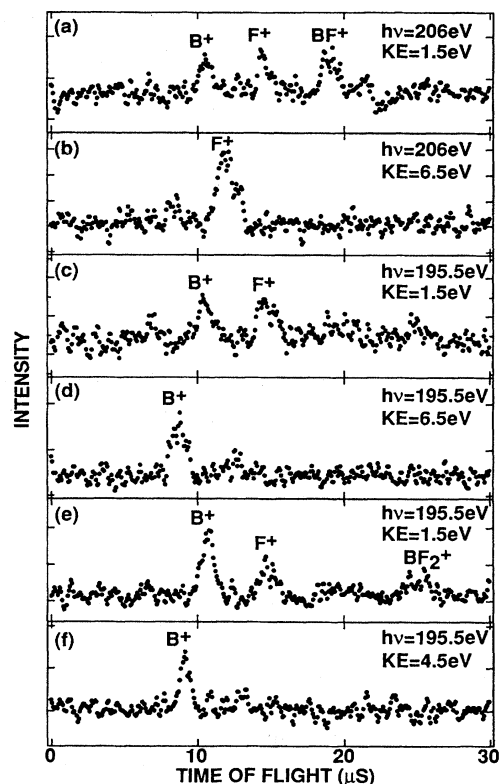 (a)
B+
F+
BF+
hν=206eV
KE=1.5eV
(b)
F+
hν=206eV
KE=6.5eV
(c)
B+
F+
hν=195.5eV
KE=1.5eV
(d)
B+
hν=195.5eV
KE=6.5eV
(e)
B+
F+
BF2+
hν=195.5eV
KE=1.5eV
(f)
B+
hν=195.5eV
KE=4.5eV
INTENSITY
0 10 20 30
TIME OF FLIGHT (μS)